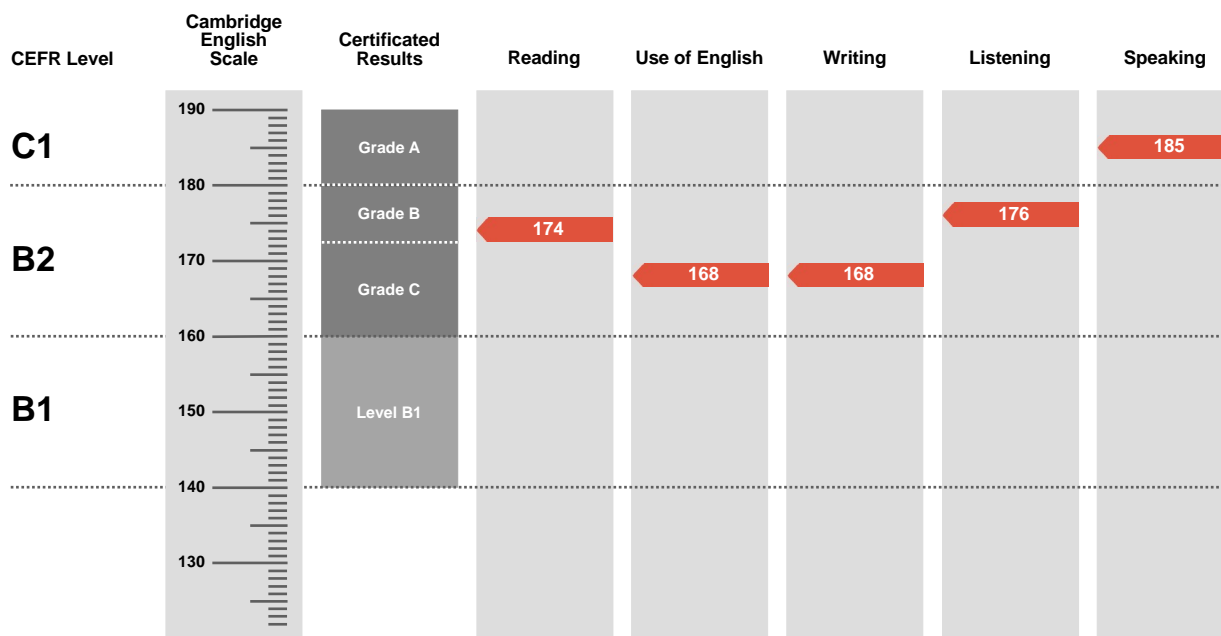 CEFR Level
Cambridge
English
Scale
Certificated
Results
Reading
Use of English
Writing
Listening
Speaking
190
C1
Grade A
185
180
Grade B
176
174
B2
170
168
168
Grade C
160
B1
150
Level B1
140
130